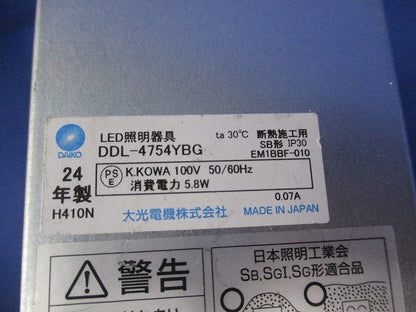 DAIKO
LED照明器具 ta 30℃ 断熱施工用
DDL-4754YBG SB形 IP30
EM1BBF-010
24年製
PS E K.KOWA 100V 50/60Hz
消費電力 5.8W
0.07A
H410N
大光電機株式会社 MADE IN JAPAN
警告
日本照明工業会
SB,SGI,SG形適合品